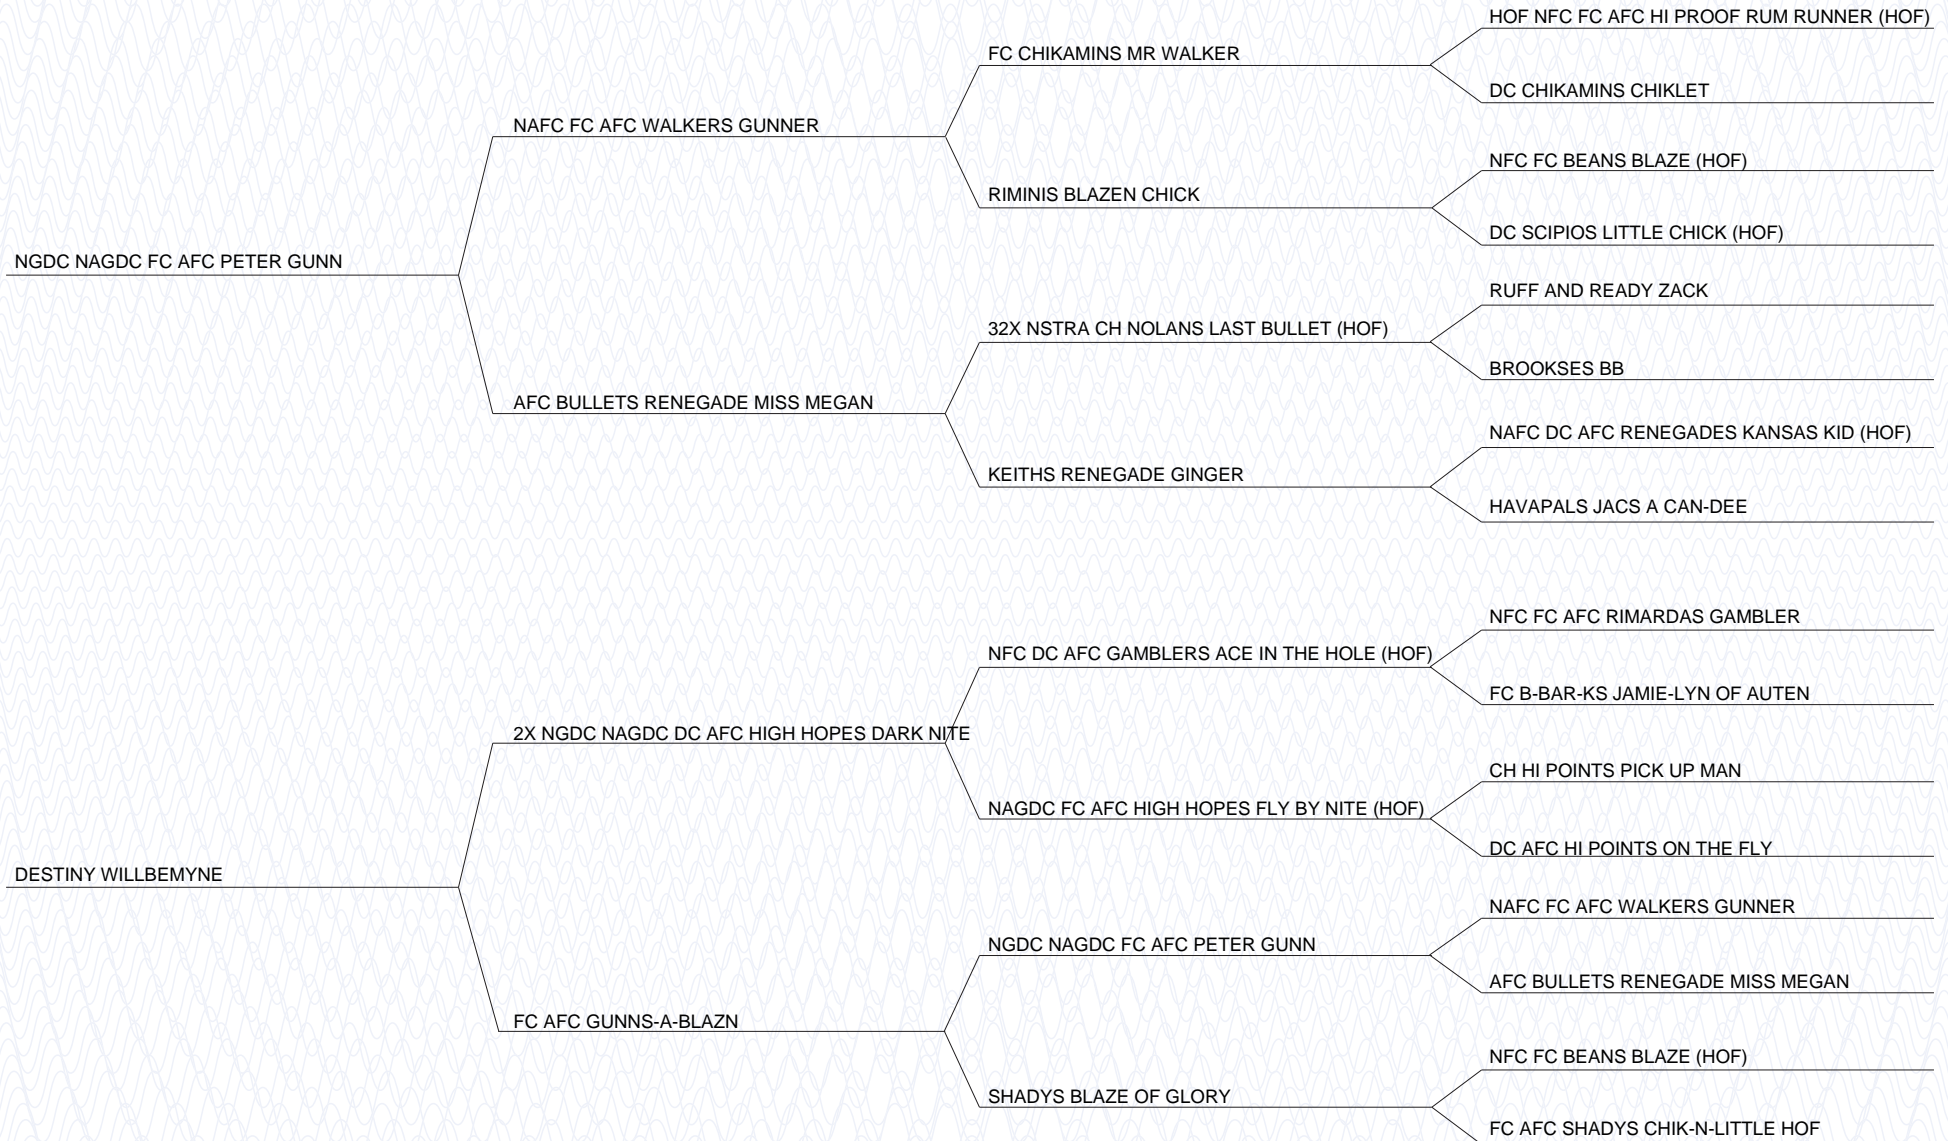 HOF NFC FC AFC HI PROOF RUM RUNNER (HOF)
FC CHIKAMINS MR WALKER
DC CHIKAMINS CHIKLET
NAFC FC AFC WALKERS GUNNER
NFC FC BEANS BLAZE (HOF)
RIMINIS BLAZEN CHICK
DC SCIPIOS LITTLE CHICK (HOF)
NGDC NAGDC FC AFC PETER GUNN
RUFF AND READY ZACK
32X NSTRA CH NOLANS LAST BULLET (HOF)
BROOKSES BB
AFC BULLETS RENEGADE MISS MEGAN
NAFC DC AFC RENEGADES KANSAS KID (HOF)
KEITHS RENEGADE GINGER
HAVAPALS JACS A CAN-DEE
NFC FC AFC RIMARDAS GAMBLER
NFC DC AFC GAMBLERS ACE IN THE HOLE (HOF)
FC B-BAR-KS JAMIE-LYN OF AUTEN
2X NGDC NAGDC DC AFC HIGH HOPES DARK NITE
CH HI POINTS PICK UP MAN
NAGDC FC AFC HIGH HOPES FLY BY NITE (HOF)
DC AFC HI POINTS ON THE FLY
DESTINY WILLBEMYNE
NAFC FC AFC WALKERS GUNNER
NGDC NAGDC FC AFC PETER GUNN
AFC BULLETS RENEGADE MISS MEGAN
FC AFC GUNNS-A-BLAZN
NFC FC BEANS BLAZE (HOF)
SHADYS BLAZE OF GLORY
FC AFC SHADYS CHIK-N-LITTLE HOF